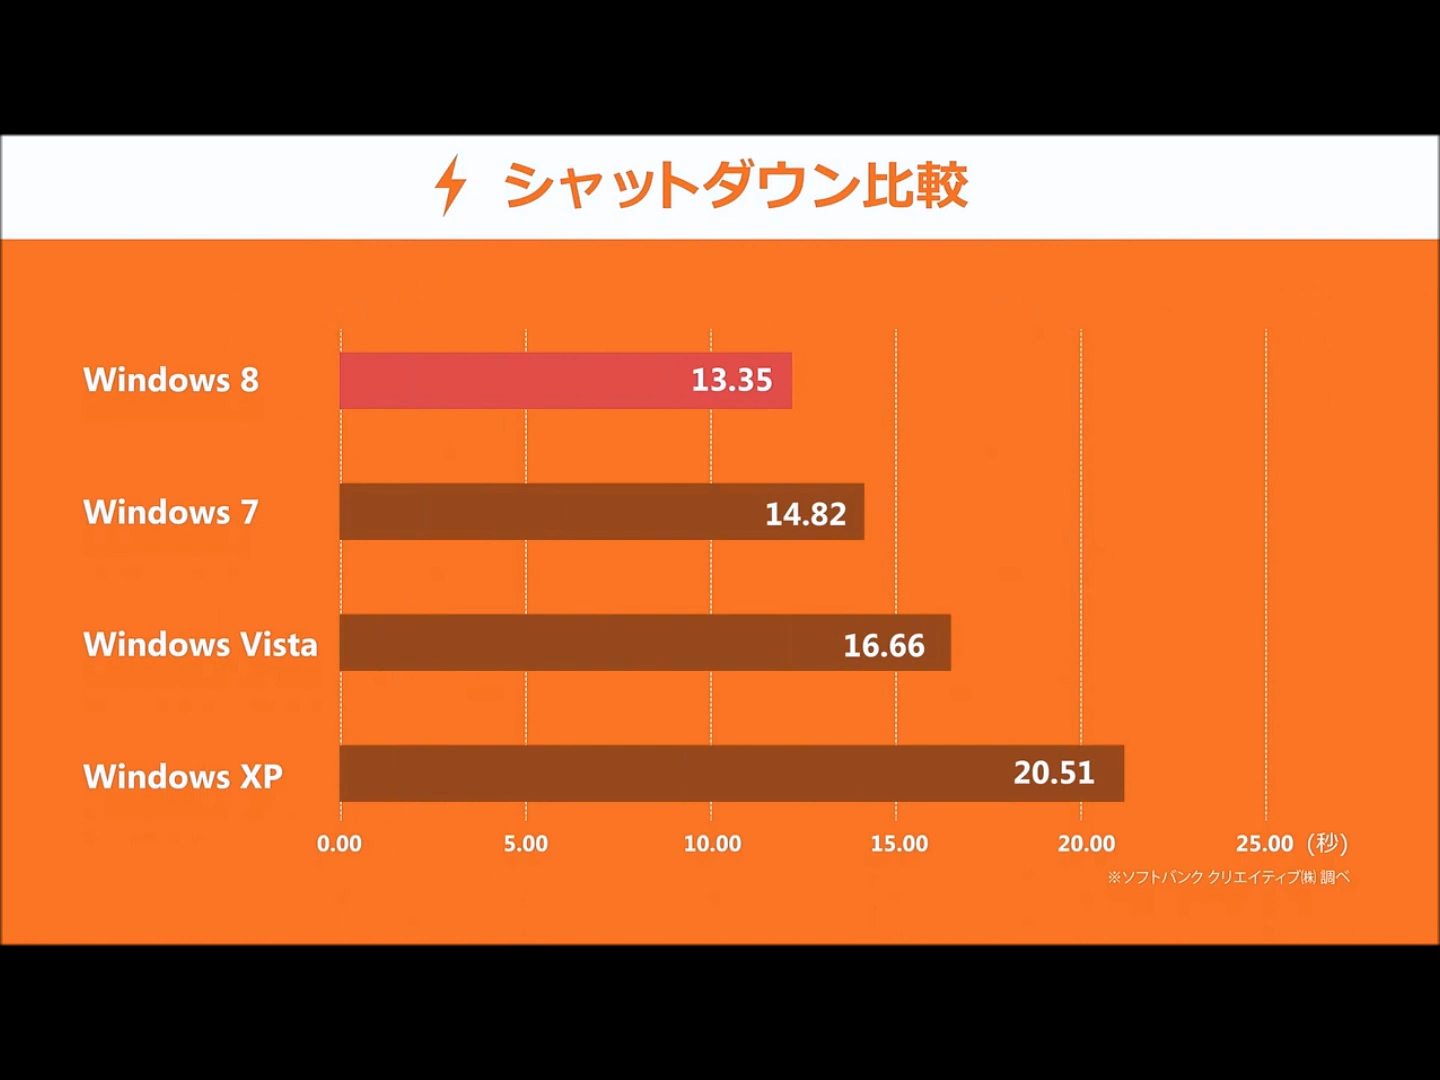 シャットダウン比較
Windows 8
13.35
Windows 7
14.82
Windows Vista
16.66
Windows XP
20.51
0.00 5.00 10.00 15.00 20.00 25.00 (秒)
※ソフトバンク クリエイティブ㈱ 調べ